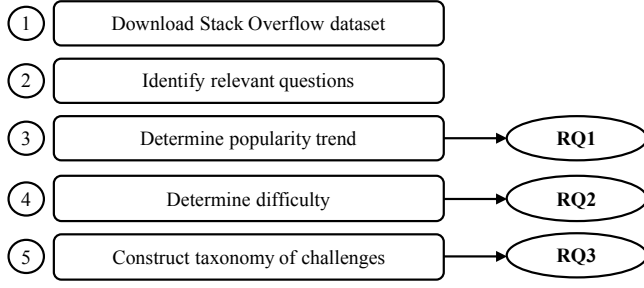 1 Download Stack Overflow dataset
2 Identify relevant questions
3 Determine popularity trend RQ1
4 Determine difficulty RQ2
5 Construct taxonomy of challenges RQ3